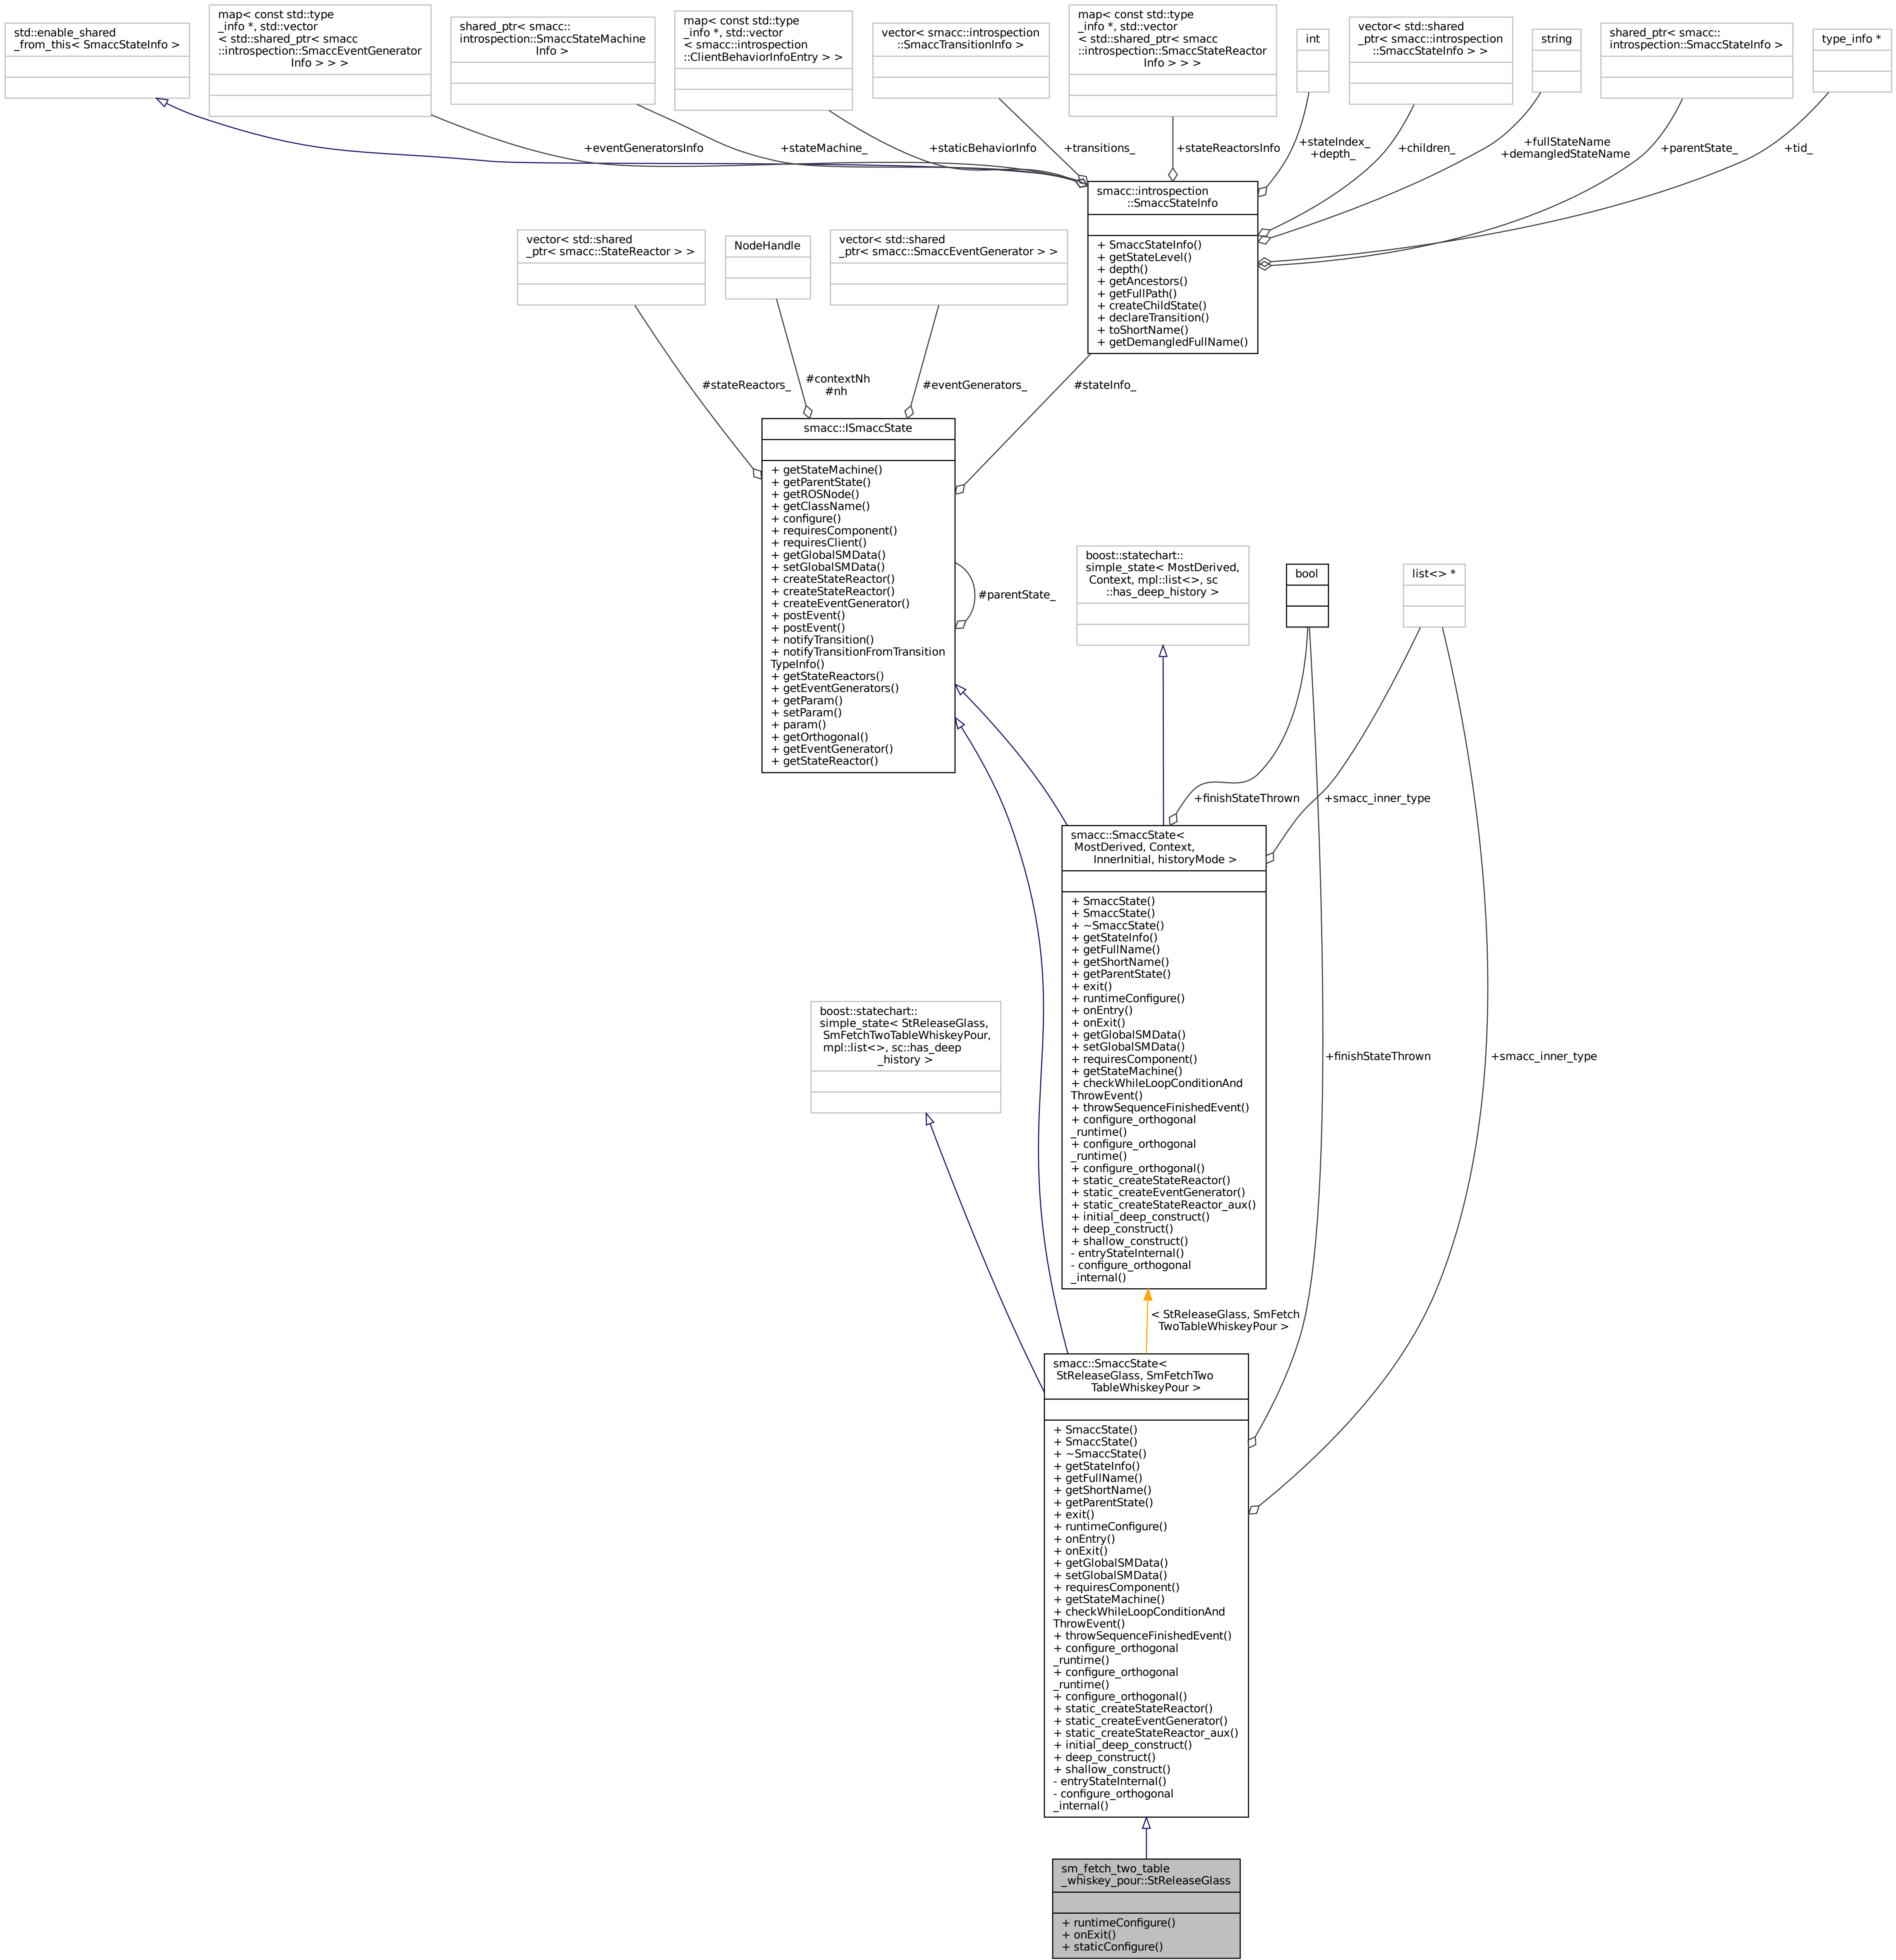 std::enable_shared
_from_this< SmaccStateInfo >
map< const std::type
_info *, std::vector
< std::shared_ptr< smacc
::introspection::SmaccEventGenerator
Info > > >
shared_ptr< smacc::
introspection::SmaccStateMachine
Info >
map< const std::type
_info *, std::vector
< smacc::introspection
::ClientBehaviorInfoEntry > >
vector< smacc::introspection
::SmaccTransitionInfo >
map< const std::type
_info *, std::vector
< std::shared_ptr< smacc
::introspection::SmaccStateReactor
Info > > >
int
vector< std::shared
_ptr< smacc::introspection
::SmaccStateInfo > >
string
shared_ptr< smacc::
introspection::SmaccStateInfo >
type_info *
+eventGeneratorsInfo
+stateMachine_
+staticBehaviorInfo
+transitions_
+stateReactorsInfo
+stateIndex_
+depth_
+children_
+fullStateName
+demangledStateName
+parentState_
+tid_
smacc::introspection
::SmaccStateInfo
+ SmaccStateInfo()
+ getStateLevel()
+ depth()
+ getAncestors()
+ getFullPath()
+ createChildState()
+ declareTransition()
+ toShortName()
+ getDemangledFullName()
vector< std::shared
_ptr< smacc::StateReactor > >
NodeHandle
vector< std::shared
_ptr< smacc::SmaccEventGenerator > >
#stateReactors_
#contextNh
#nh
#eventGenerators_
#stateInfo_
smacc::ISmaccState
+ getStateMachine()
+ getParentState()
+ getROSNode()
+ getClassName()
+ configure()
+ requiresComponent()
+ requiresClient()
+ getGlobalSMData()
+ setGlobalSMData()
+ createStateReactor()
+ createStateReactor()
+ createEventGenerator()
+ postEvent()
+ postEvent()
+ notifyTransition()
+ notifyTransitionFromTransition
TypeInfo()
+ getStateReactors()
+ getEventGenerators()
+ getParam()
+ setParam()
+ param()
+ getOrthogonal()
+ getEventGenerator()
+ getStateReactor()
#parentState_
boost::statechart::
simple_state< MostDerived,
Context, mpl::list<>, sc
::has_deep_history >
bool
list<> *
+finishStateThrown
+smacc_inner_type
smacc::SmaccState<
MostDerived, Context,
InnerInitial, historyMode >
+ SmaccState()
+ SmaccState()
+ ~SmaccState()
+ getStateInfo()
+ getFullName()
+ getShortName()
+ getParentState()
+ exit()
+ runtimeConfigure()
+ onEntry()
+ onExit()
+ getGlobalSMData()
+ setGlobalSMData()
+ requiresComponent()
+ getStateMachine()
+ checkWhileLoopConditionAnd
ThrowEvent()
+ throwSequenceFinishedEvent()
+ configure_orthogonal
_runtime()
+ configure_orthogonal
_runtime()
+ configure_orthogonal()
+ static_createStateReactor()
+ static_createEventGenerator()
+ static_createStateReactor_aux()
+ initial_deep_construct()
+ deep_construct()
+ shallow_construct()
- entryStateInternal()
- configure_orthogonal
_internal()
boost::statechart::
simple_state< StReleaseGlass,
SmFetchTwoTableWhiskeyPour,
mpl::list<>, sc::has_deep
_history >
+finishStateThrown
+smacc_inner_type
< StReleaseGlass, SmFetch
TwoTableWhiskeyPour >
smacc::SmaccState<
StReleaseGlass, SmFetchTwo
TableWhiskeyPour >
+ SmaccState()
+ SmaccState()
+ ~SmaccState()
+ getStateInfo()
+ getFullName()
+ getShortName()
+ getParentState()
+ exit()
+ runtimeConfigure()
+ onEntry()
+ onExit()
+ getGlobalSMData()
+ setGlobalSMData()
+ requiresComponent()
+ getStateMachine()
+ checkWhileLoopConditionAnd
ThrowEvent()
+ throwSequenceFinishedEvent()
+ configure_orthogonal
_runtime()
+ configure_orthogonal
_runtime()
+ configure_orthogonal()
+ static_createStateReactor()
+ static_createEventGenerator()
+ static_createStateReactor_aux()
+ initial_deep_construct()
+ deep_construct()
+ shallow_construct()
- entryStateInternal()
- configure_orthogonal
_internal()
sm_fetch_two_table
_whiskey_pour::StReleaseGlass
+ runtimeConfigure()
+ onExit()
+ staticConfigure()